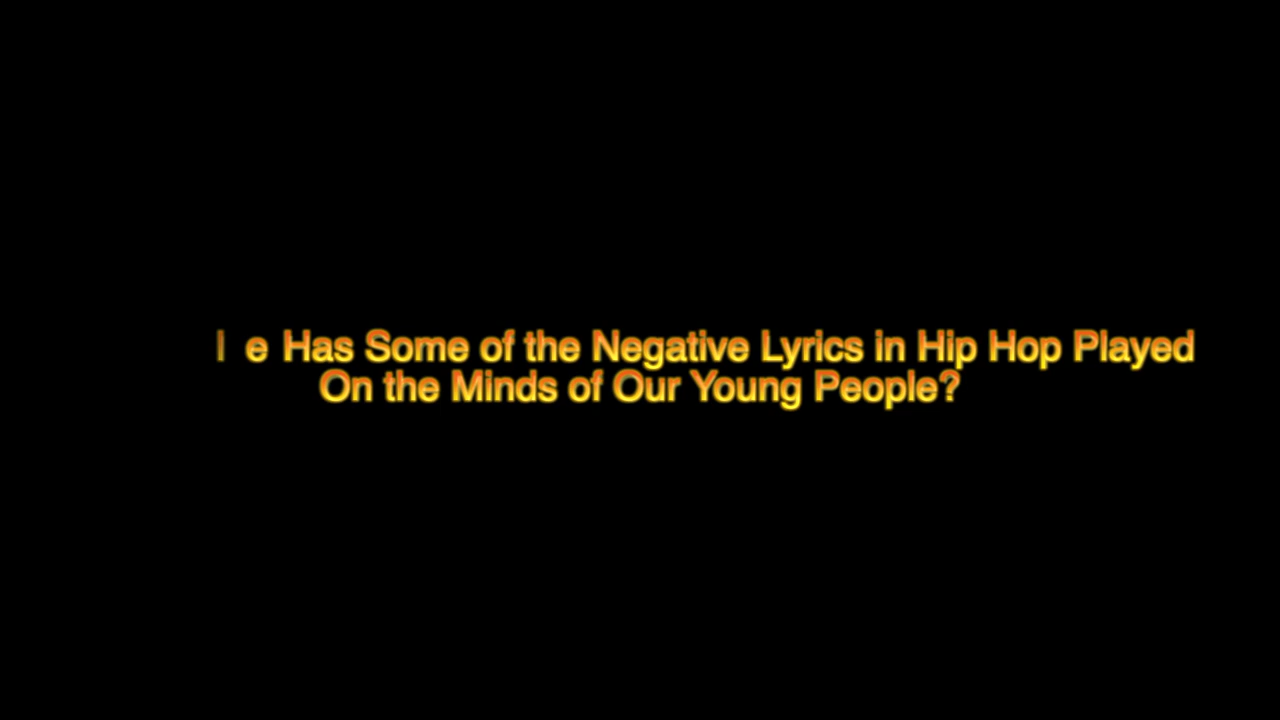 Has Some of the Negative Lyrics in Hip Hop Played
On the Minds of Our Young People?